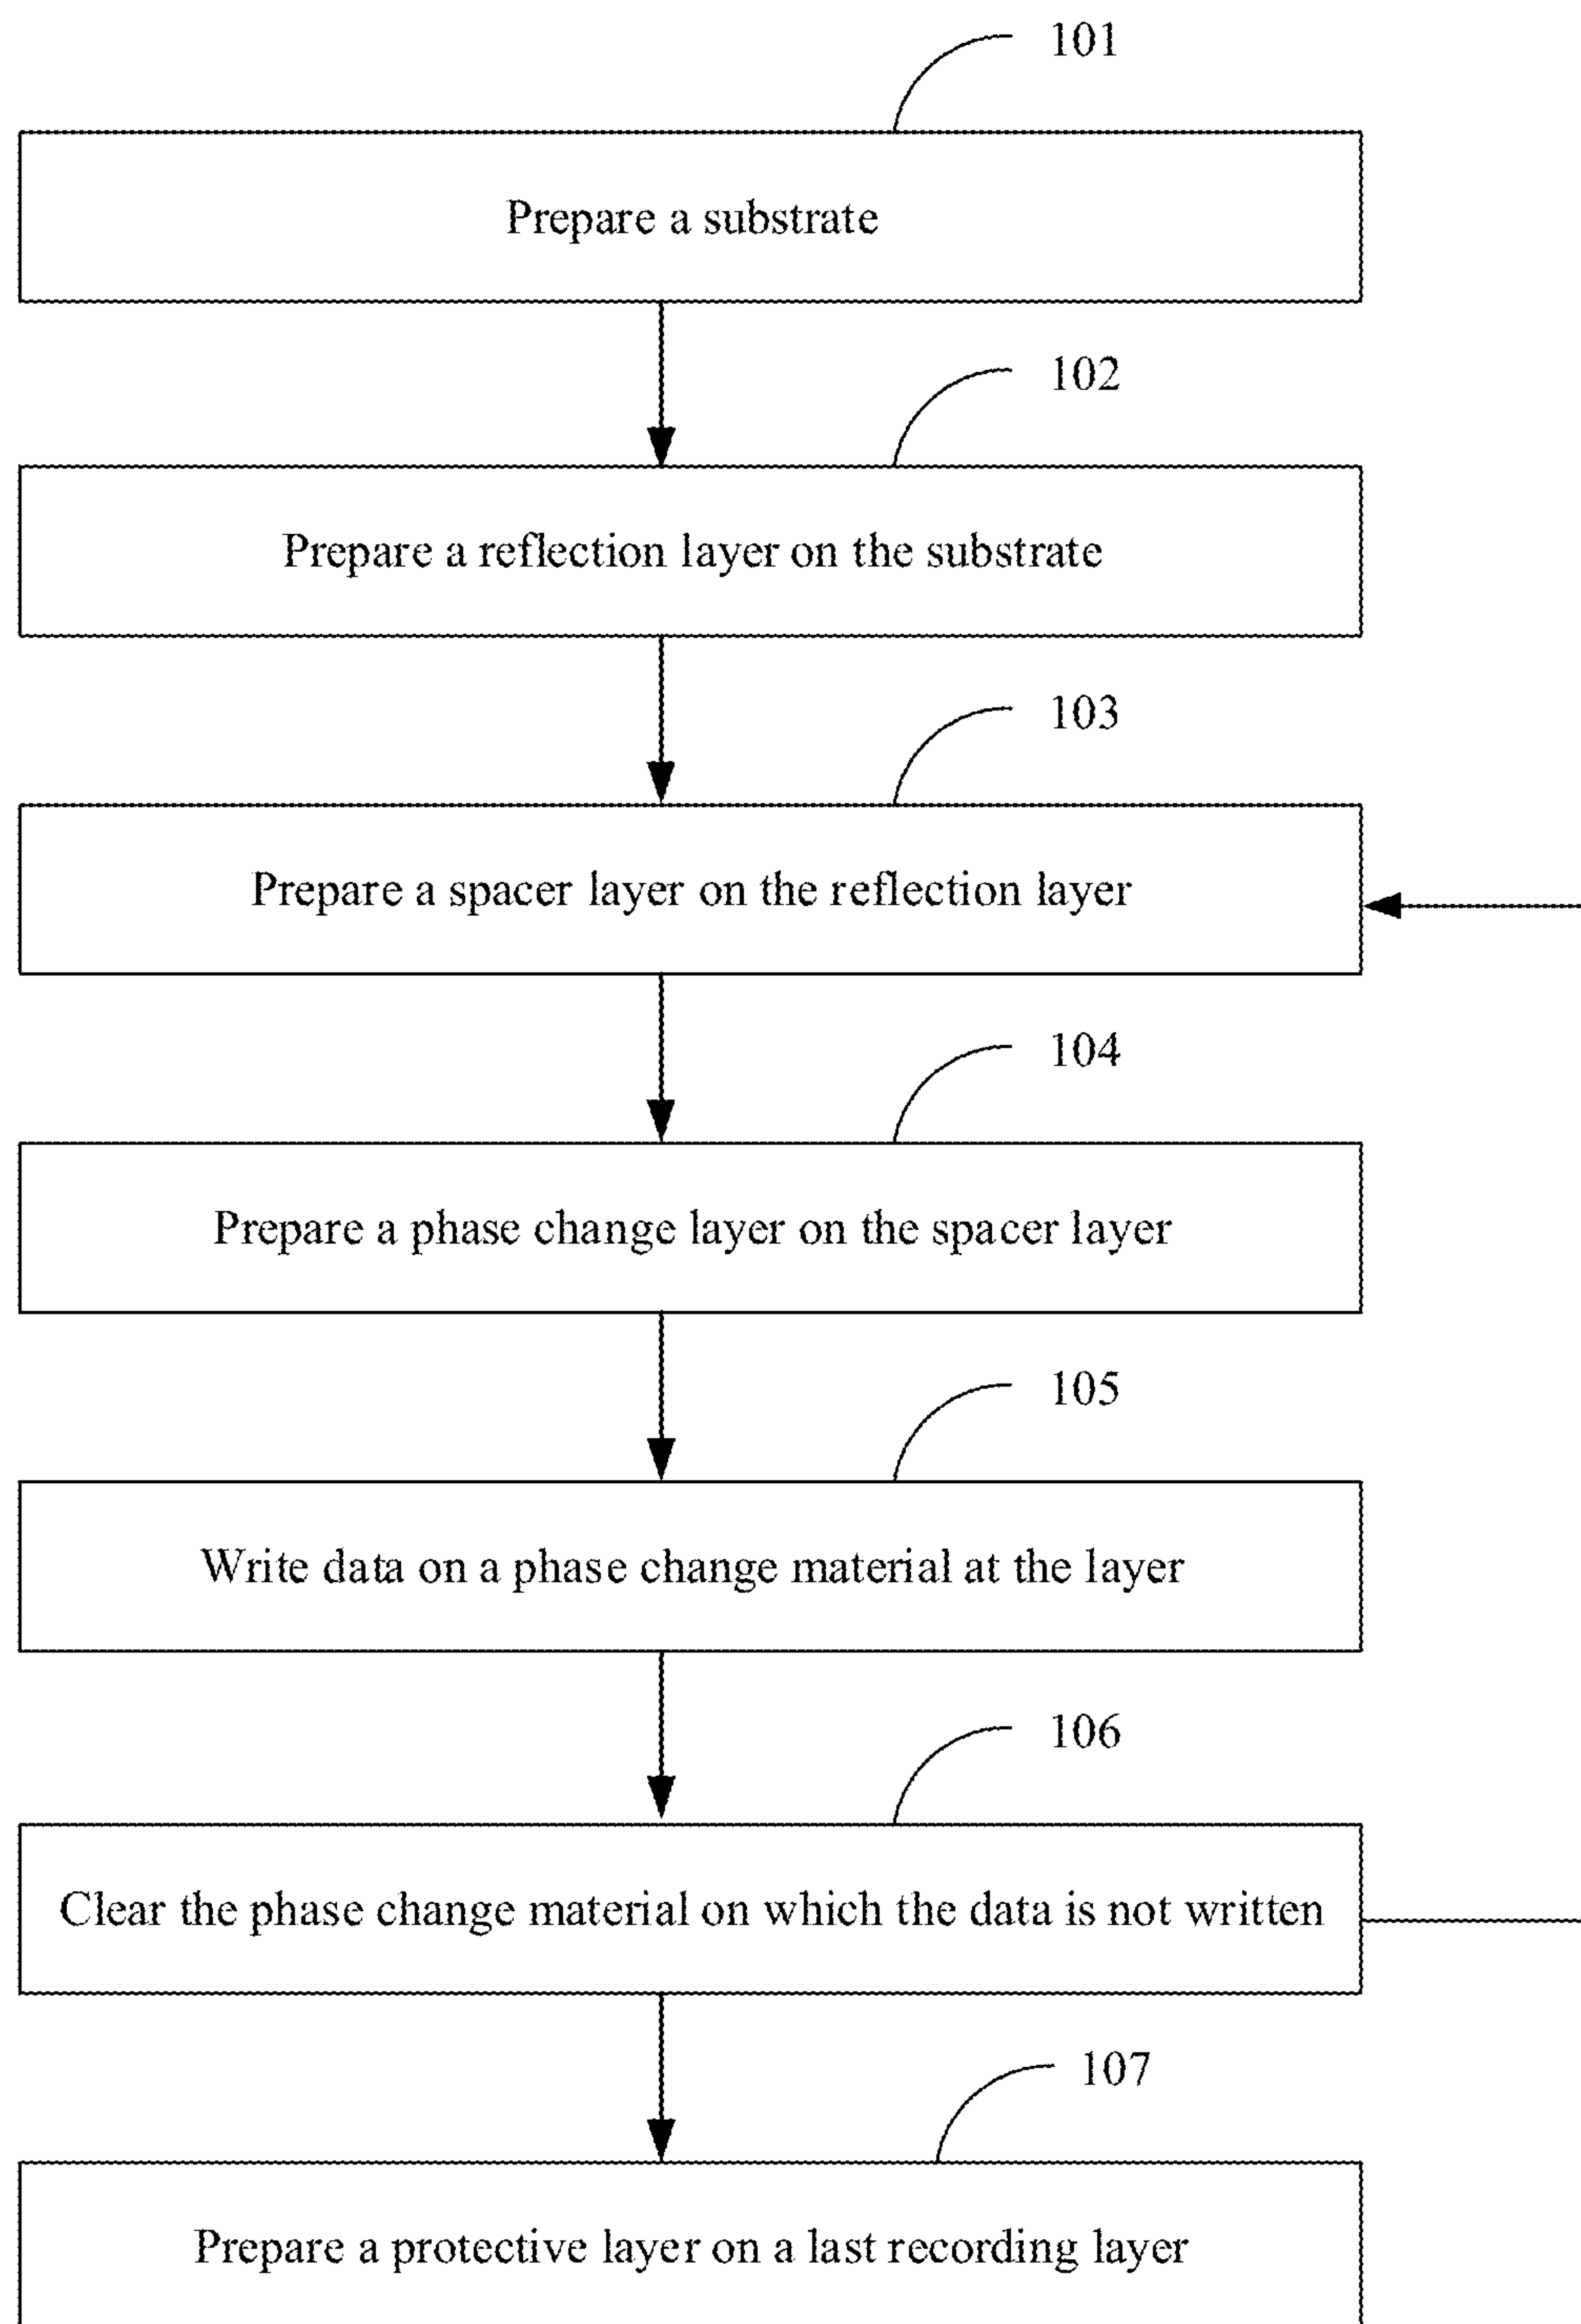 101
Prepare a substrate
102
Prepare a reflection layer on the substrate
103
Prepare a spacer layer on the reflection layer
104
Prepare a phase change layer on the spacer layer
105
Write data on a phase change material at the layer
106
Clear the phase change material on which the data is not written
107
Prepare a protective layer on a last recording layer